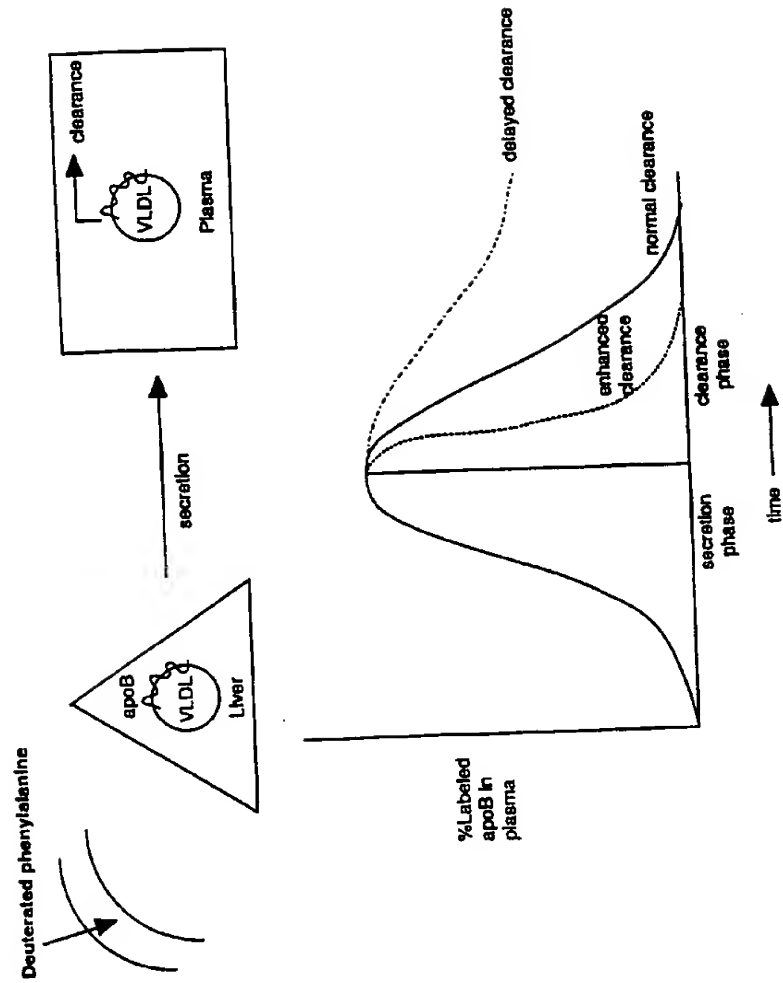 Deuterated phenylalanine
apoB
VLDL
Liver
secretion
clearance
VLDL
Plasma
%Labeled
apoB in
plasma
delayed clearance
normal clearance
enhanced
clearance
secretion
phase
clearance
phase
time